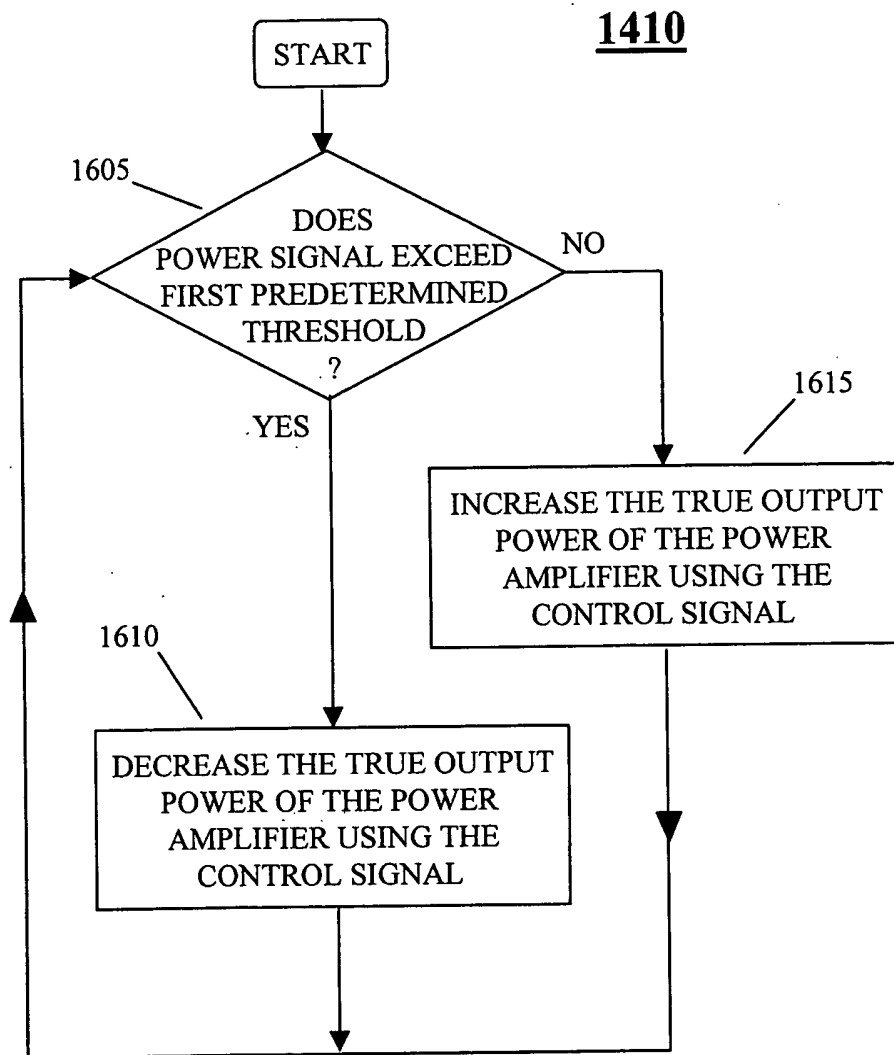 1410
START
1605
DOES
POWER SIGNAL EXCEED
FIRST PREDETERMINED
THRESHOLD
?
NO
YES
1615
INCREASE THE TRUE OUTPUT
POWER OF THE POWER
AMPLIFIER USING THE
CONTROL SIGNAL
1610
DECREASE THE TRUE OUTPUT
POWER OF THE POWER
AMPLIFIER USING THE
CONTROL SIGNAL